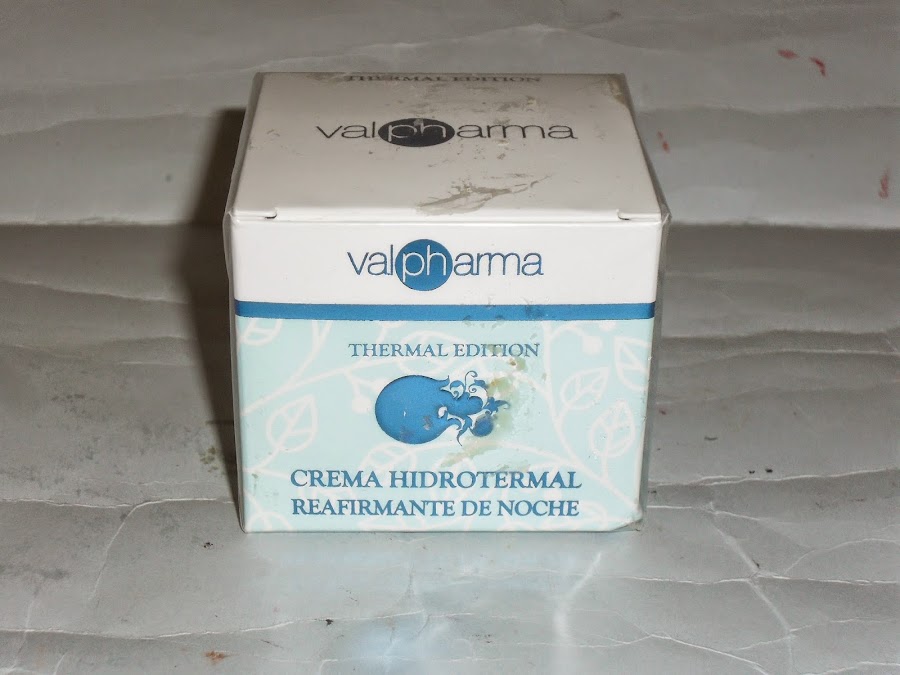 THERMAL EDITION
valpharma
valpharma
THERMAL EDITION
CREMA HIDROTERMAL
REAFIRMANTE DE NOCHE